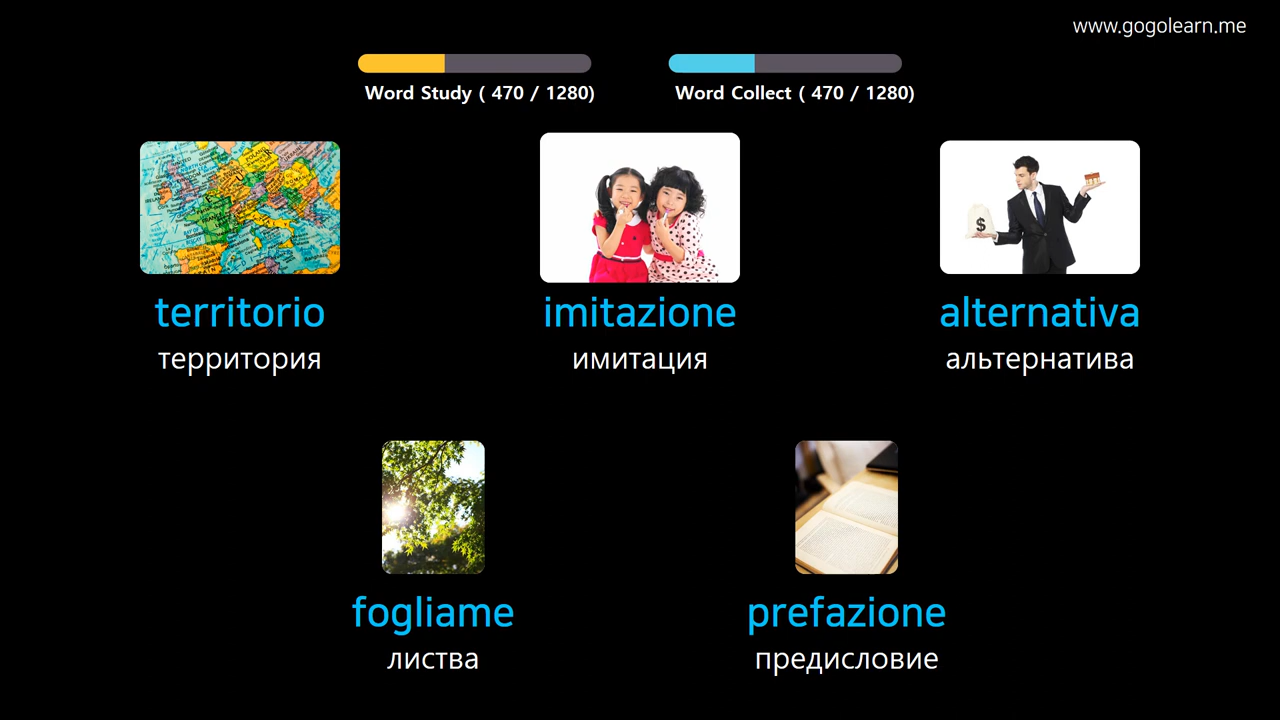 www.gogolearn.me
Word Study ( 470 / 1280)
Word Collect ( 470 / 1280)
territorio
территория
imitazione
имитация
alternativa
альтернатива
fogliame
листва
prefazione
предисловие